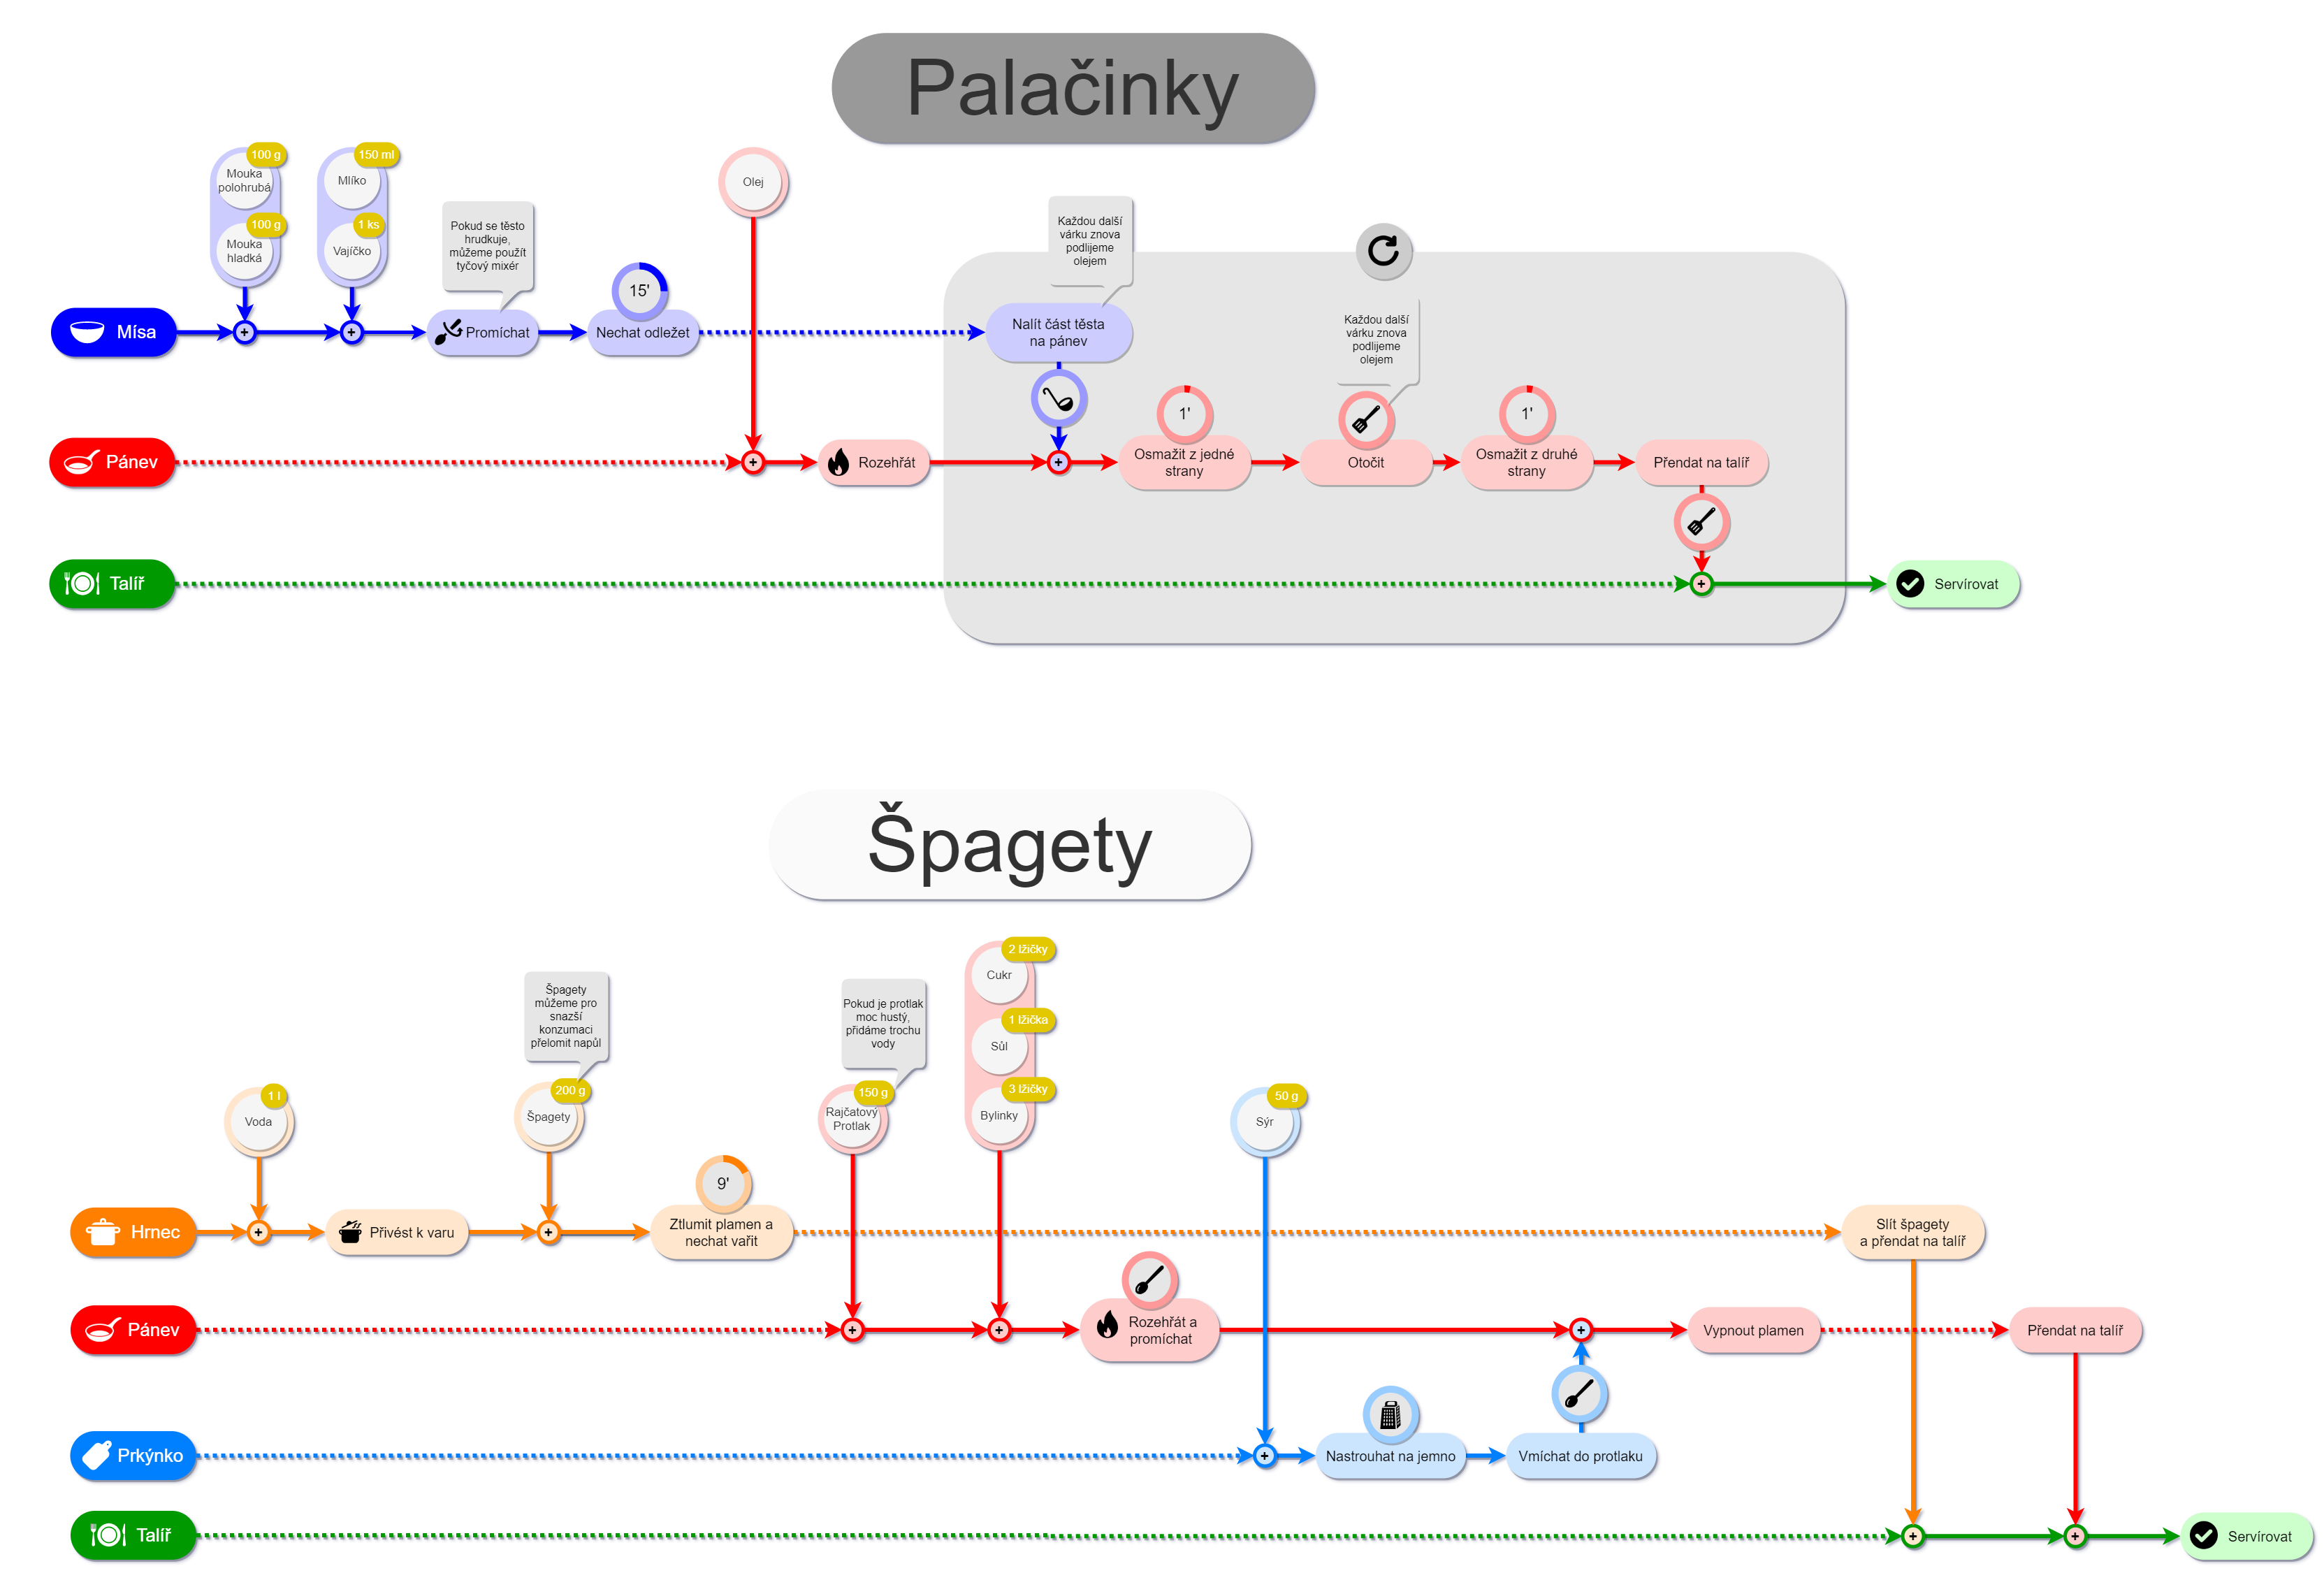 Palačinky
100 g
Mouka
polohrubá
100 g
Mouka
hladká
150 ml
Mlíko
1 ks
Vajíčko
Pokud se těsto
hrudkuje,
můžeme použít
tyčový mixér
Olej
Každou další
várku znova
podlijeme
olejem
Mísa
+
+
Promíchat
15'
Nechat odležet
Nalít část těsta
na pánev
Každou další
várku znova
podlijeme
olejem
Pánev
+
Rozehřát
+
1'
Osmažit z jedné
strany
Otočit
1'
Osmažit z druhé
strany
Přendat na talíř
Talíř
+
Servírovat
Špagety
1 l
Voda
Špagety
můžeme pro
snazší
konzumaci
přelomit napůl
200 g
Špagety
Pokud je protlak
moc hustý,
přidáme trochu
vody
150 g
Rajčatový
Protlak
2 lžičky
Cukr
1 lžička
Sůl
3 lžičky
Bylinky
50 g
Sýr
Hrnec
+
Přivést k varu
+
9'
Ztlumit plamen a
nechat vařit
Slít špagety
a přendat na talíř
Pánev
+
+
Rozehřát a
promíchat
+
Vypnout plamen
Přendat na talíř
Prkýnko
+
Nastrouhat na jemno
Vmíchat do protlaku
Talíř
+
+
Servírovat